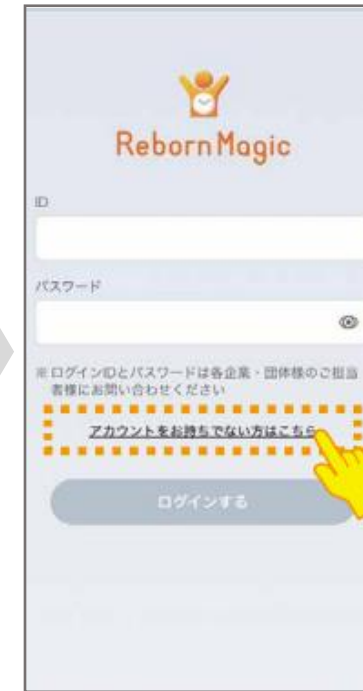 Reborn Magic
ID
パスワード
※ログインIDとパスワードは各企業・団体様のご担当
者様にお問い合わせください
アカウントをお持ちでない方はこちら
ログインする